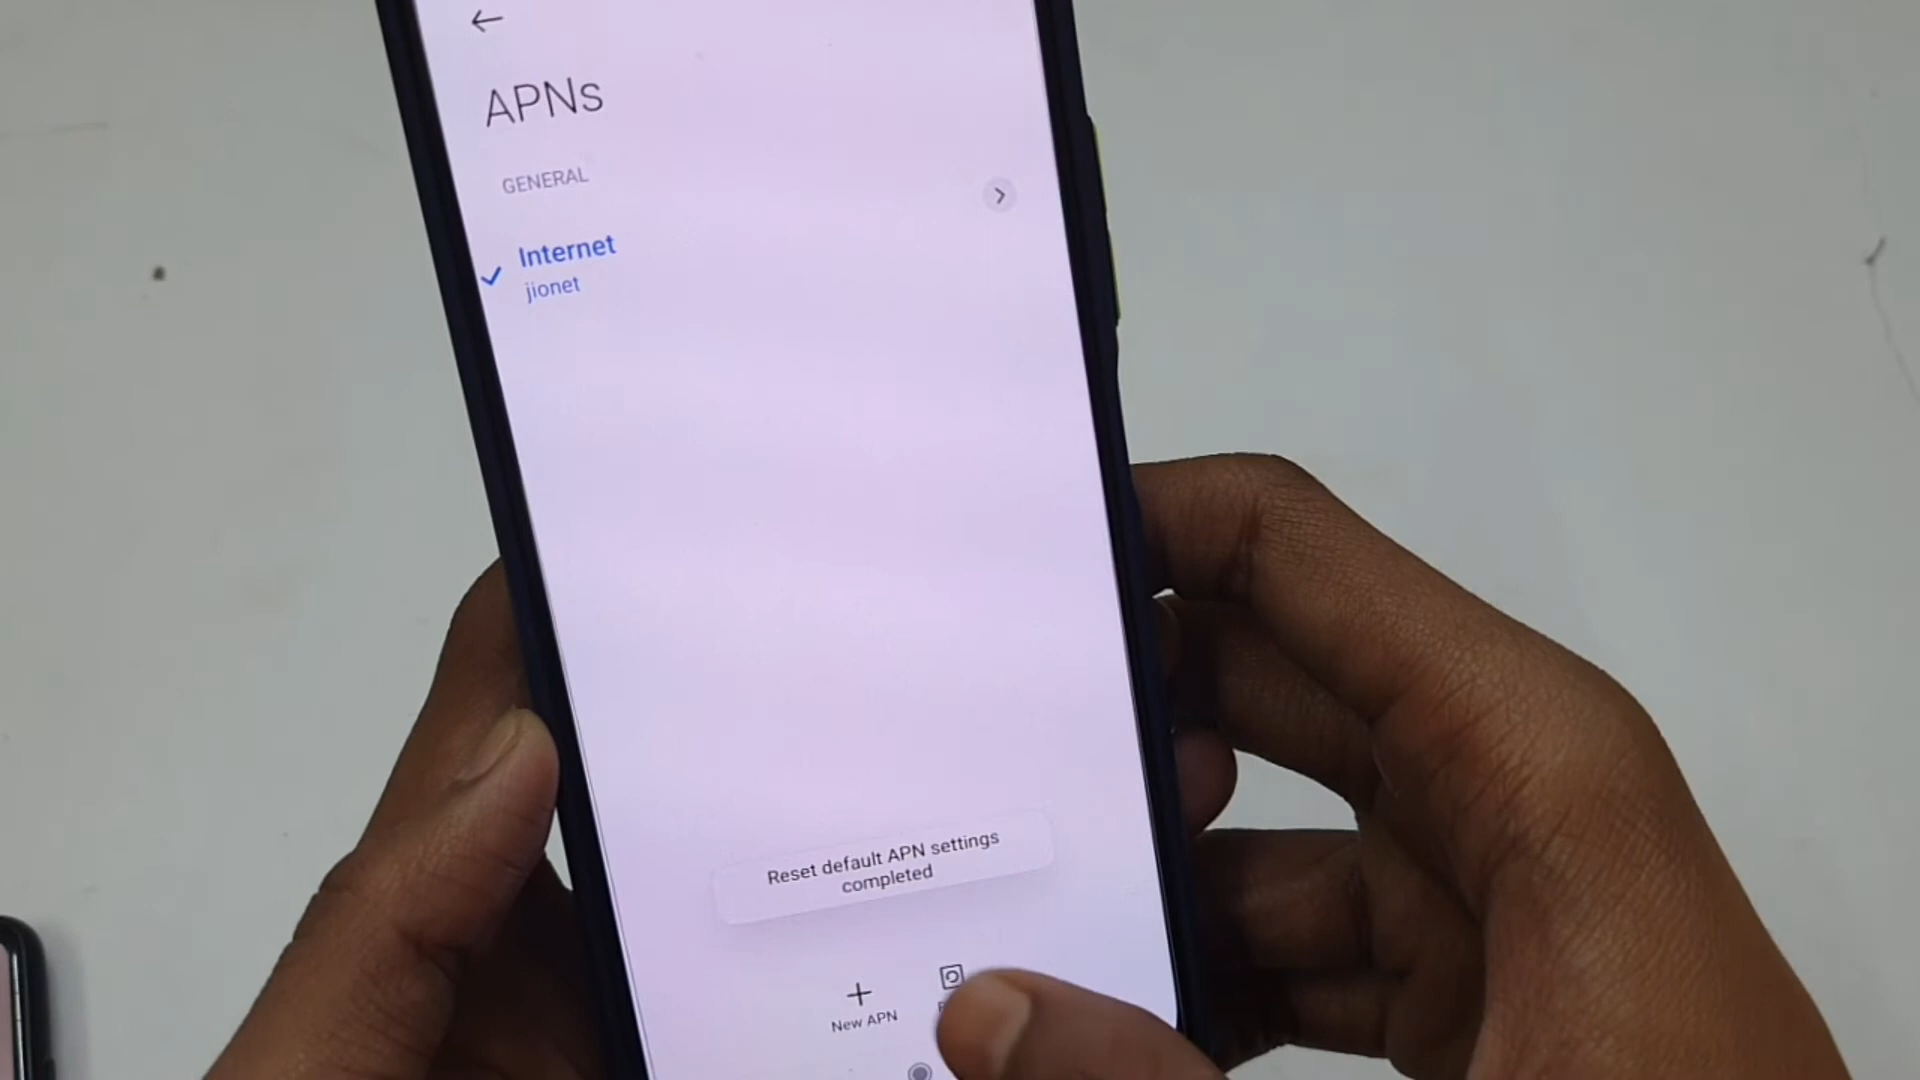 APNs
GENERAL
Internet
jionet
Reset default APN settings
completed
New APN